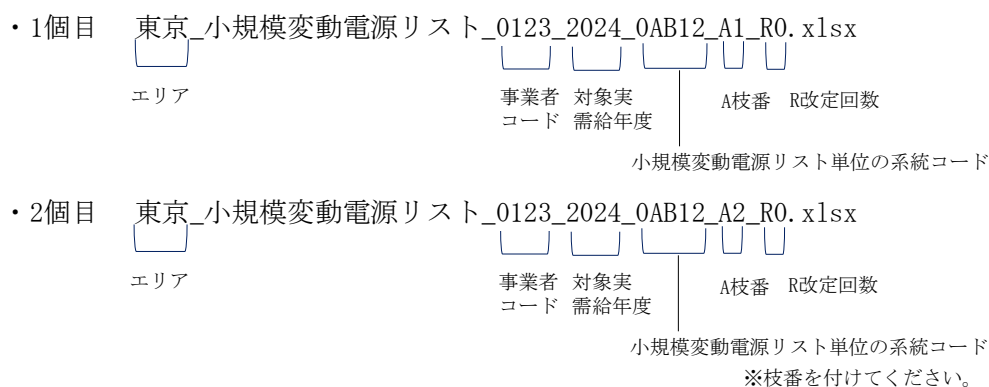 ・1個目 東京_小規模変動電源リスト_0123_2024_0AB12_A1_R0.xlsx
エリア 事業者コード 対象実需給年度 A枝番 R改定回数
小規模変動電源リスト単位の系統コード
・2個目 東京_小規模変動電源リスト_0123_2024_0AB12_A2_R0.xlsx
エリア 事業者コード 対象実需給年度 A枝番 R改定回数
小規模変動電源リスト単位の系統コード
※枝番を付けてください。